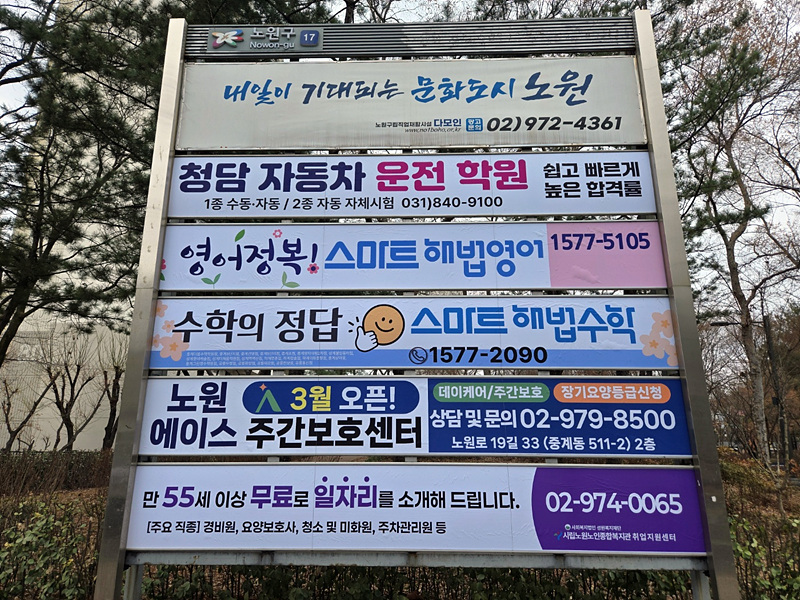 노원구 17
Nowon-gu
내일이 기대되는 문화도시 노원
노원구립직업재활시설 다모인 광고문의 02)972-4361
청담 자동차 운전 학원 쉽고 빠르게 높은 합격률
1종 수동·자동 / 2종 자동 자체시험 031)840-9100
영어정복! 스마트 해법영어 1577-5105
수학의 정답 스마트 해법수학
1577-2090
노원 3월 오픈!
에이스 주간보호센터
데이케어/주간보호 장기요양등급신청
상담 및 문의 02-979-8500
노원로 19길 33 (중계동 511-2) 2층
만 55세 이상 무료로 일자리를 소개해 드립니다.
[주요 직종] 경비원, 요양보호사, 청소 및 미화원, 주차관리원 등
02-974-0065
사회복지법인 성원복지재단
시립노원노인종합복지관 취업지원센터